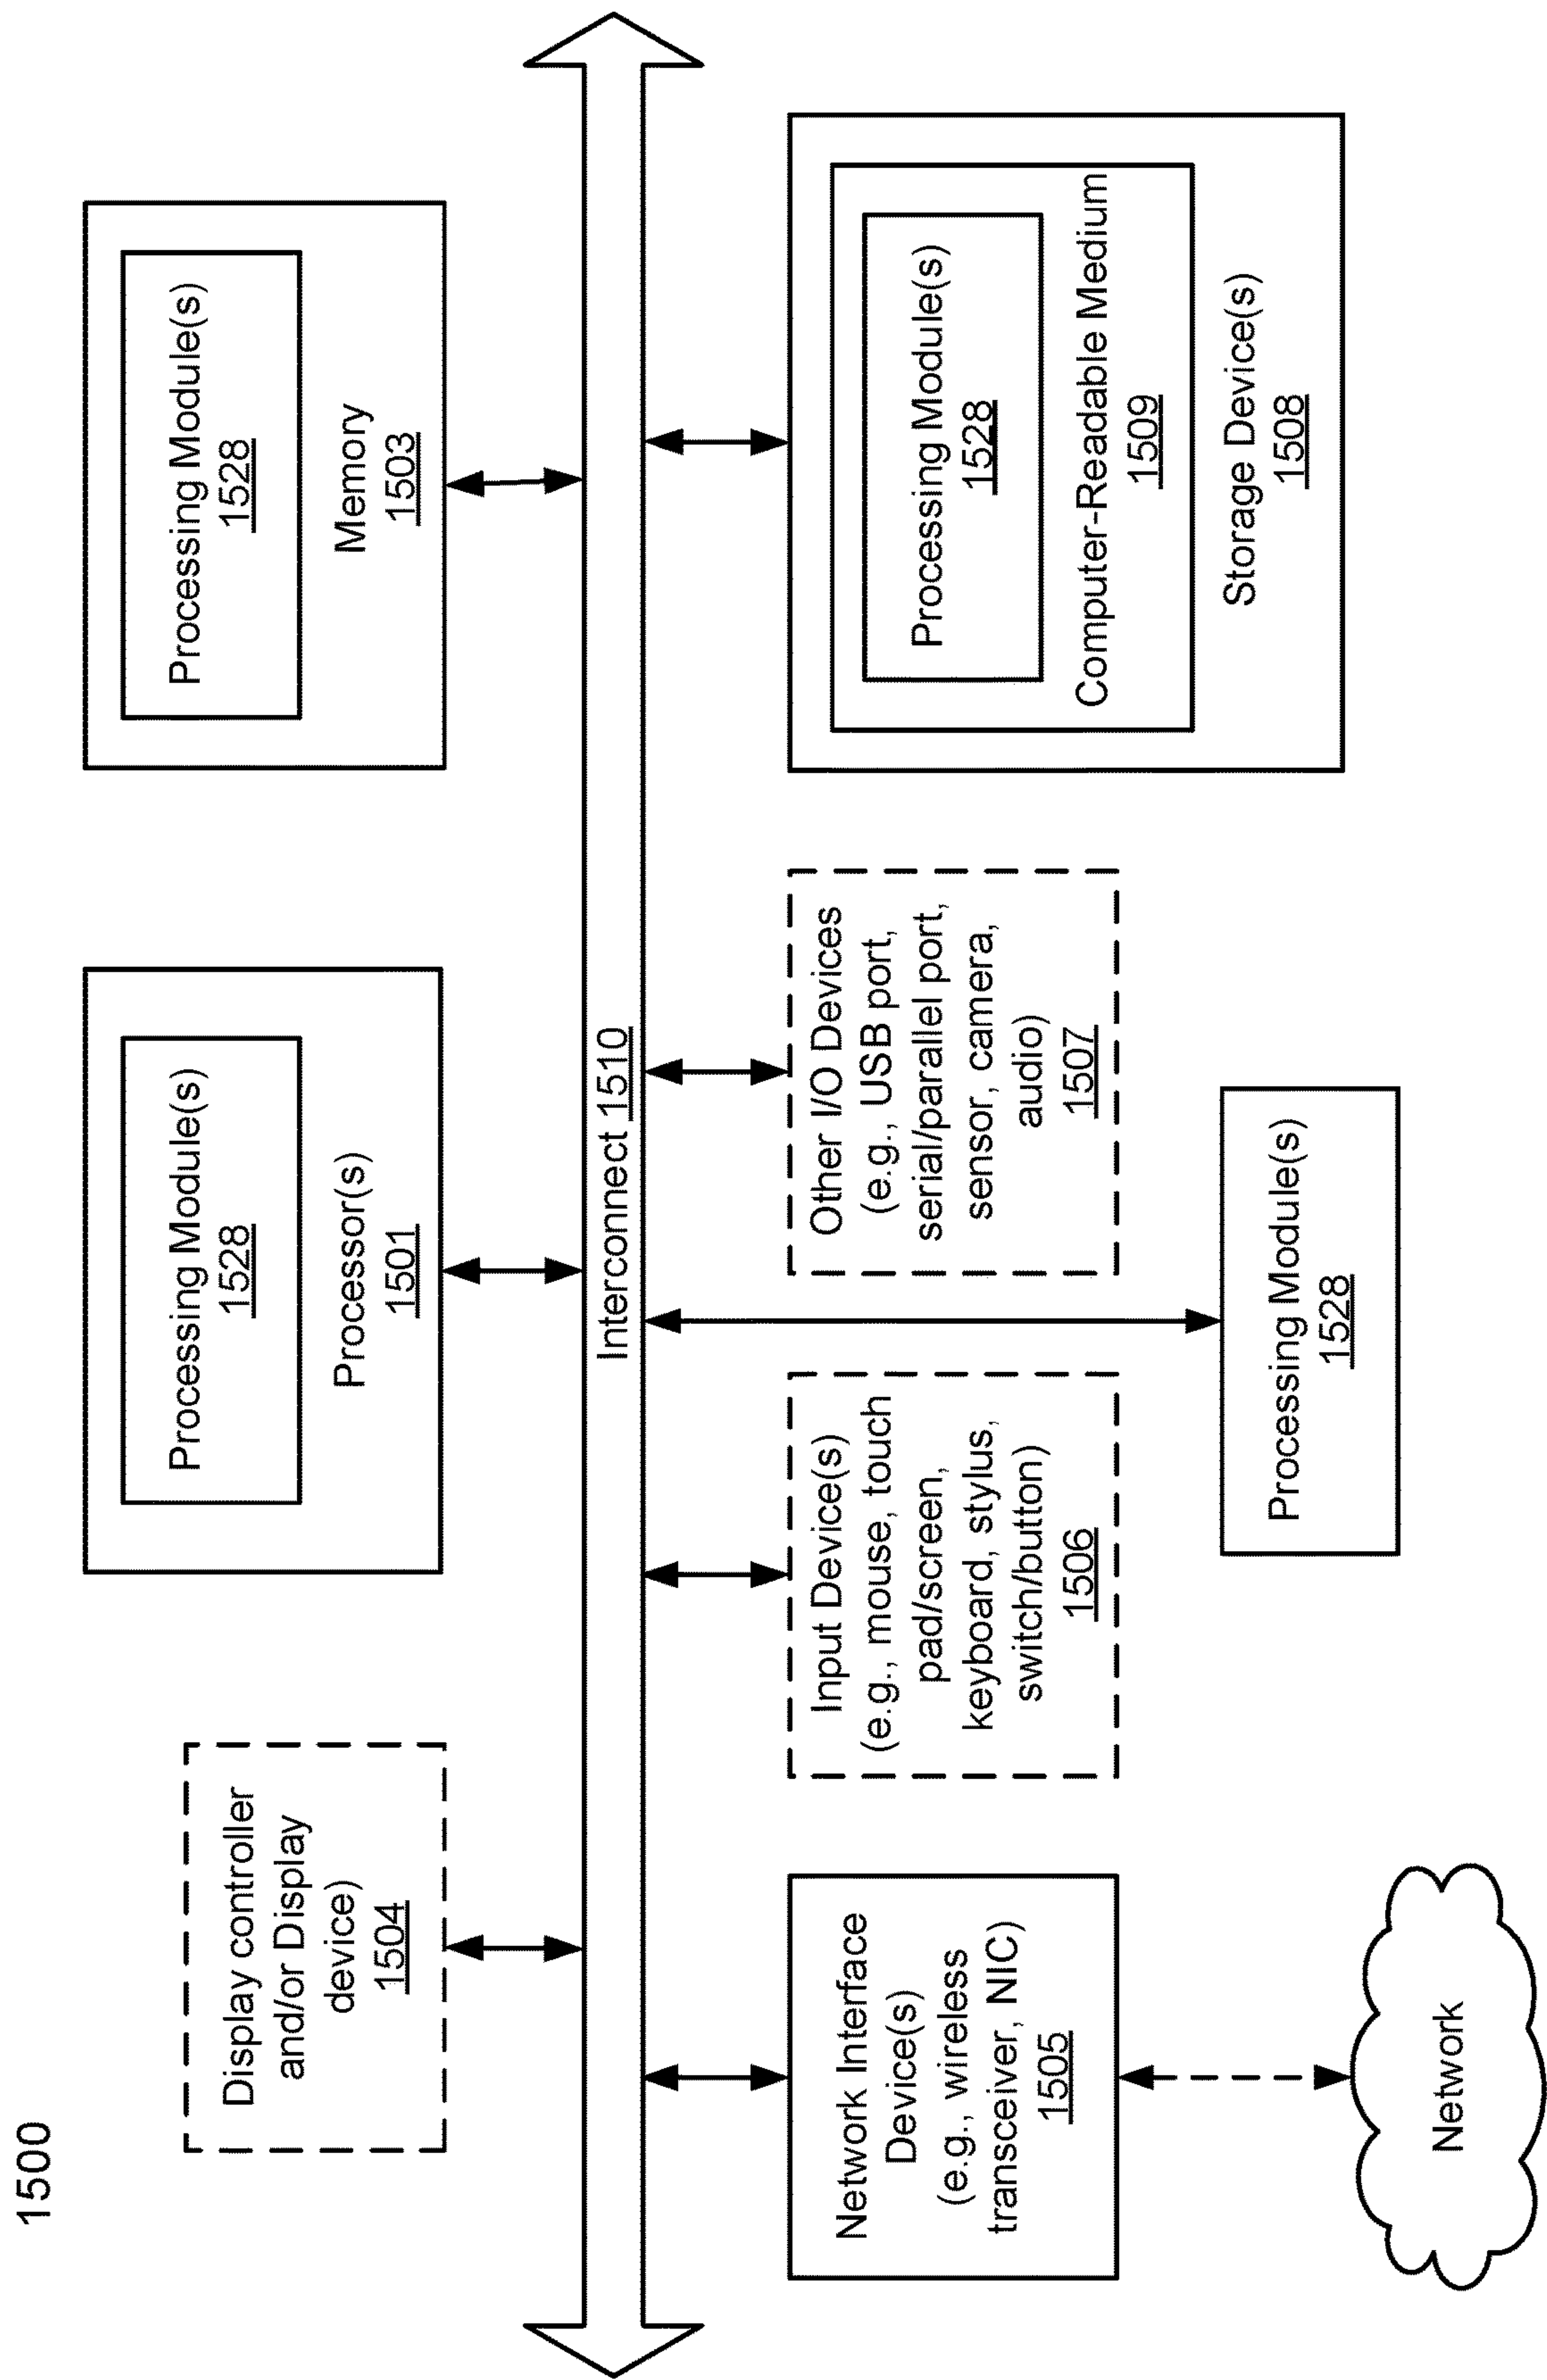 1500
Display controller
and/or Display
device)
1504
Processing Module(s)
1528
Processor(s)
1501
Processing Module(s)
1528
Memory
1503
Interconnect 1510
Network Interface
Device(s)
(e.g., wireless
transceiver, NIC)
1505
Input Device(s)
(e.g., mouse, touch
pad/screen,
keyboard, stylus,
switch/button)
1506
Other I/O Devices
(e.g., USB port,
serial/parallel port,
sensor, camera,
audio)
1507
Processing Module(s)
1528
Computer-Readable Medium
1509
Storage Device(s)
1508
Processing Module(s)
1528
Network